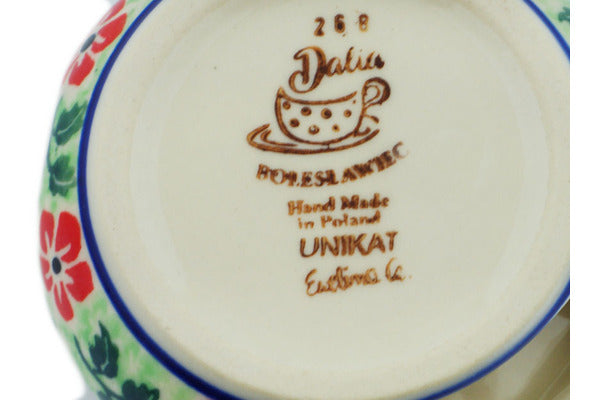 268
Dalia
BOLESŁAWIEC
Hand Made
in Poland
UNIKAT